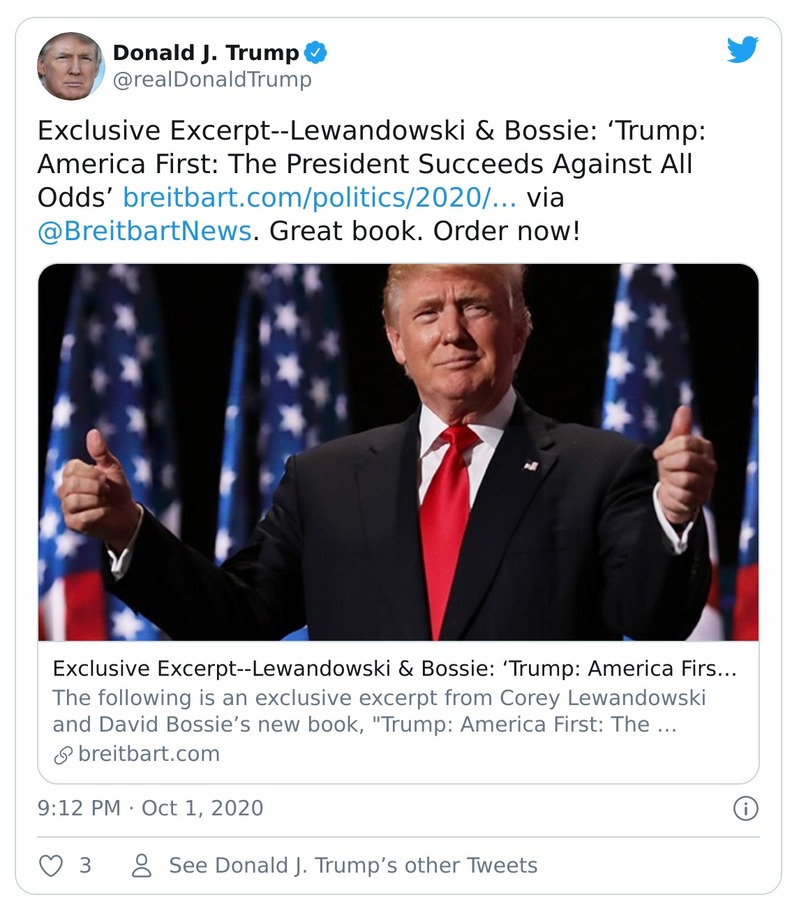 Donald J. Trump
@realDonaldTrump
Exclusive Excerpt--Lewandowski & Bossie: ‘Trump:
America First: The President Succeeds Against All
Odds’ breitbart.com/politics/2020/… via
@BreitbartNews. Great book. Order now!
Exclusive Excerpt--Lewandowski & Bossie: ‘Trump: America Firs…
The following is an exclusive excerpt from Corey Lewandowski
and David Bossie’s new book, "Trump: America First: The …
breitbart.com
9:12 PM · Oct 1, 2020
3
See Donald J. Trump’s other Tweets